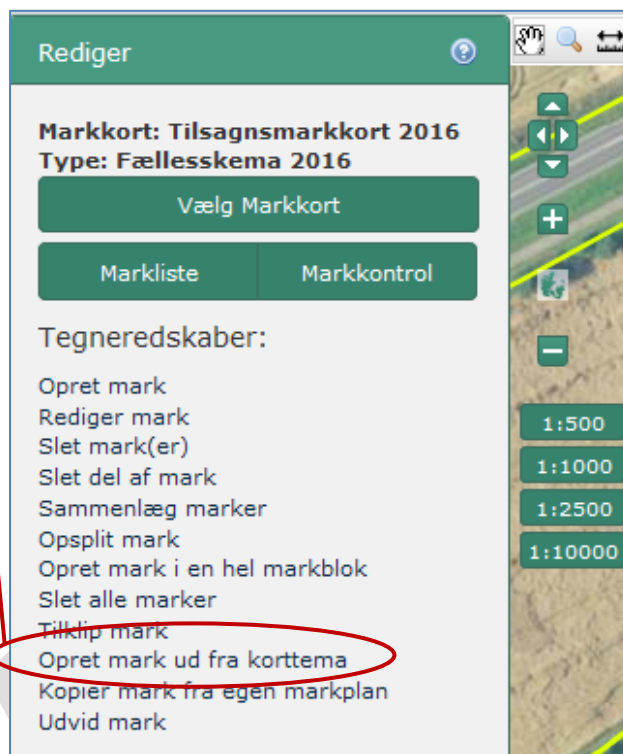 Rediger
Markkort: Tilsagnsmarkkort 2016
Type: Fællesskema 2016
Vælg Markkort
Markliste Markkontrol
Tegneredskaber:
Opret mark
Rediger mark
Slet mark(er)
Slet del af mark
Sammenlæg marker
Opsplit mark
Opret mark i en hel markblok
Slet alle marker
Tilklip mark
Opret mark ud fra korttema
Kopier mark fra egen markplan
Udvid mark
1:500
1:1000
1:2500
1:10000